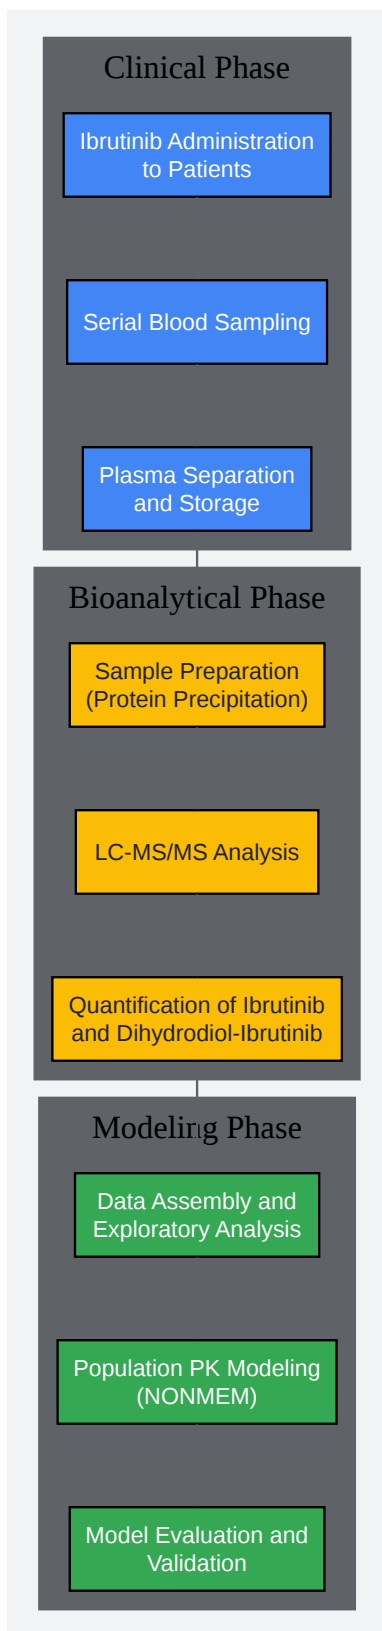 Clinical Phase
Ibrutinib Administration
to Patients
Serial Blood Sampling
Plasma Separation
and Storage
Bioanalytical Phase
Sample Preparation
(Protein Precipitation)
LC-MS/MS Analysis
Quantification of Ibrutinib
and Dihydrodiol-Ibrutinib
Modeling Phase
Data Assembly and
Exploratory Analysis
Population PK Modeling
(NONMEM)
Model Evaluation and
Validation